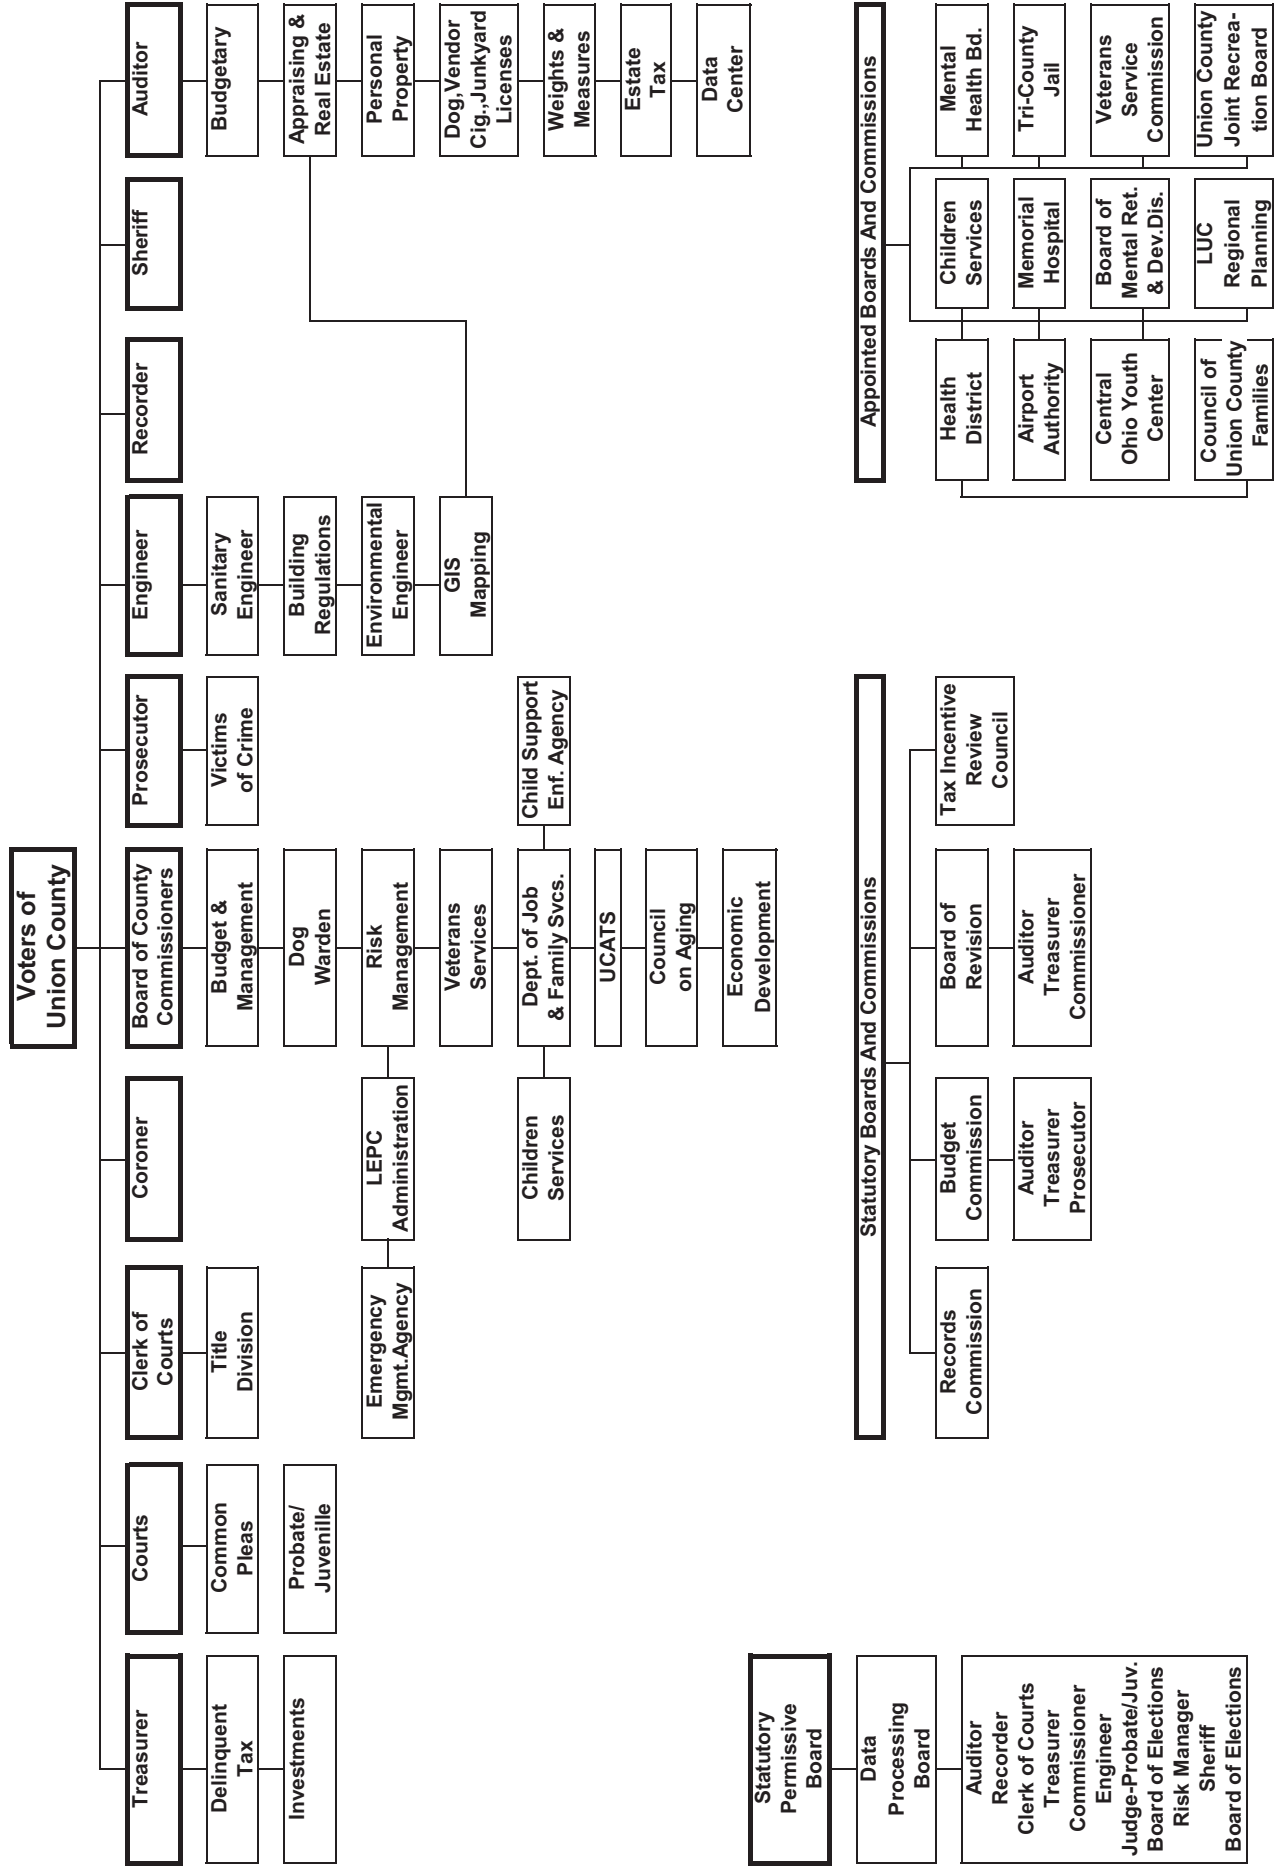 Voters of
Union County
Treasurer
Delinquent
Tax
Investments
Courts
Common
Pleas
Probate/
Juvenille
Clerk of
Courts
Title
Division
Coroner
Board of County
Commissioners
Budget &
Management
Dog
Warden
Risk
Management
LEPC
Administration
Emergency
Mgmt.Agency
Veterans
Services
Dept. of Job
& Family Svcs.
Children
Services
Child Support
Enf. Agency
UCATS
Council
on Aging
Economic
Development
Prosecutor
Victims
of Crime
Engineer
Sanitary
Engineer
Building
Regulations
Environmental
Engineer
GIS
Mapping
Recorder
Sheriff
Auditor
Budgetary
Appraising &
Real Estate
Personal
Property
Dog,Vendor
Cig.,Junkyard
Licenses
Weights &
Measures
Estate
Tax
Data
Center
Statutory
Permissive
Board
Data
Processing
Board
Auditor
Recorder
Clerk of Courts
Treasurer
Commissioner
Engineer
Judge-Probate/Juv.
Board of Elections
Risk Manager
Sheriff
Board of Elections
Statutory Boards And Commissions
Records
Commission
Budget
Commission
Auditor
Treasurer
Prosecutor
Board of
Revision
Auditor
Treasurer
Commissioner
Tax Incentive
Review
Council
Appointed Boards And Commissions
Health
District
Children
Services
Mental
Health Bd.
Airport
Authority
Memorial
Hospital
Tri-County
Jail
Central
Ohio Youth
Center
Board of
Mental Ret.
& Dev.Dis.
Veterans
Service
Commission
Council of
Union County
Families
LUC
Regional
Planning
Union County
Joint Recrea-
tion Board